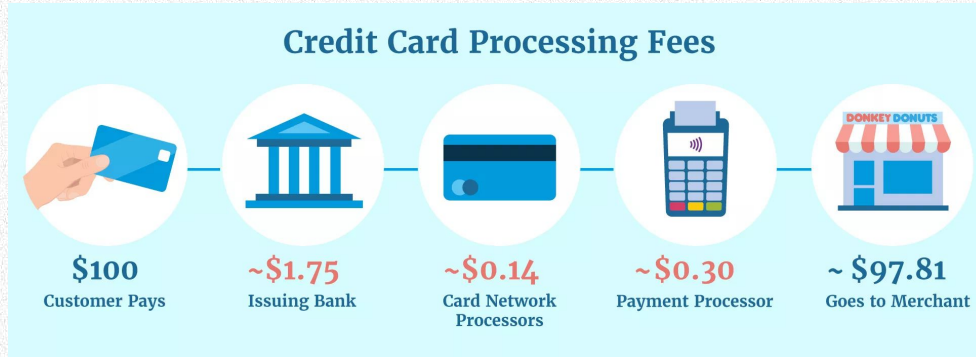 Credit Card Processing Fees
DONKEY DONUTS
$100
Customer Pays
~$1.75
Issuing Bank
~$0.14
Card Network
Processors
~$0.30
Payment Processor
~ $97.81
Goes to Merchant